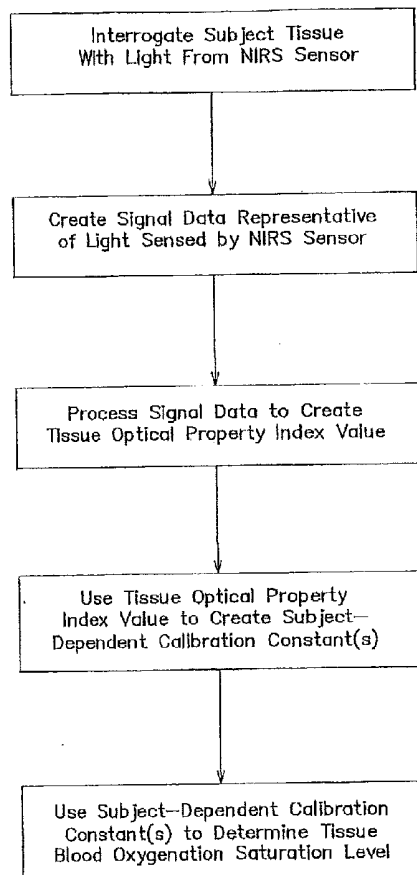 Interrogate Subject Tissue
With Light From NIRS Sensor
Create Signal Data Representative
of Light Sensed by NIRS Sensor
Process Signal Data to Create
Tissue Optical Property Index Value
Use Tissue Optical Property
Index Value to Create Subject—
Dependent Calibration Constant(s)
Use Subject—Dependent Calibration
Constant(s) to Determine Tissue
Blood Oxygenation Saturation Level